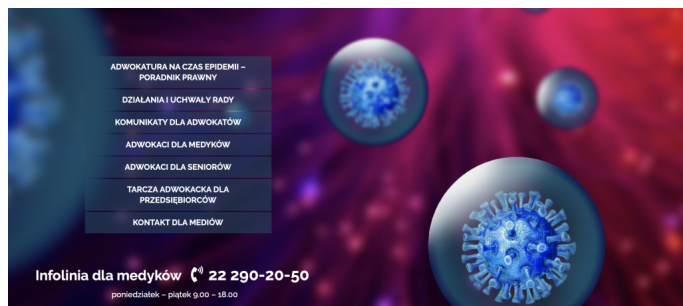 ADWOKATURA NA CZAS EPIDEMII –
PORADNIK PRAWNY
DZIAŁANIA I UCHWAŁY RADY
KOMUNIKATY DLA ADWOKATÓW
ADWOKACI DLA MEDYKÓW
ADWOKACI DLA SENIORÓW
TARCZA ADWOKACKA DLA
PRZEDSIĘBIORCÓW
KONTAKT DLA MEDIÓW
Infolinia dla medyków 22 290-20-50
poniedziałek – piątek 9.00 – 18.00